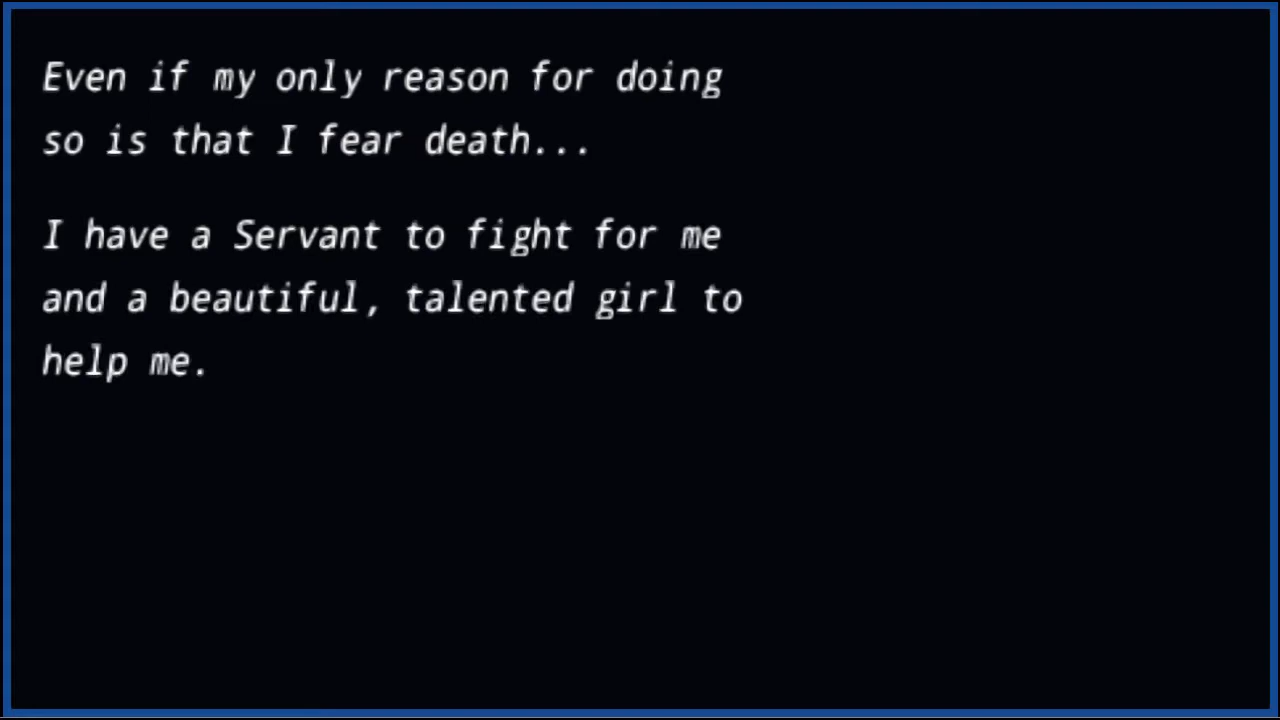 Even if my only reason for doing
so is that I fear death...
I have a Servant to fight for me
and a beautiful, talented girl to
help me.